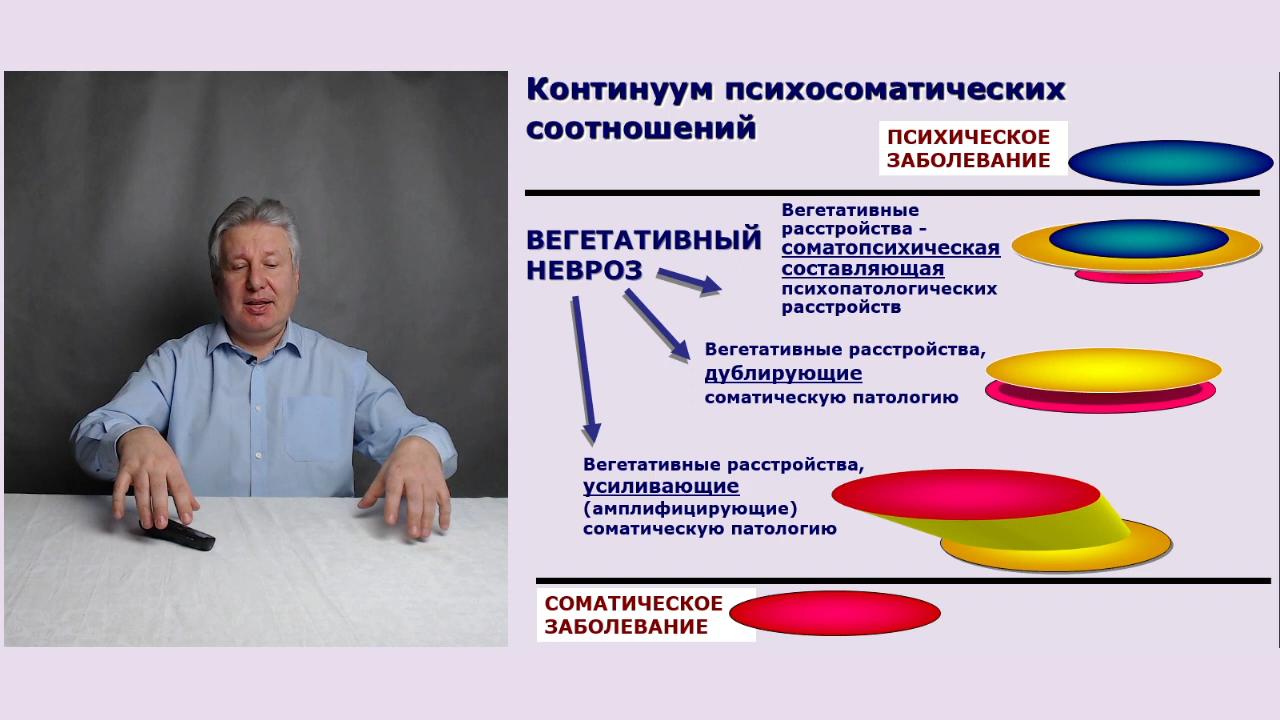 Континуум психосоматических
соотношений
ПСИХИЧЕСКОЕ
ЗАБОЛЕВАНИЕ
ВЕГЕТАТИВНЫЙ
НЕВРОЗ
Вегетативные
расстройства -
соматопсихическая
составляющая
психопатологических
расстройств
Вегетативные расстройства,
дублирующие
соматическую патологию
Вегетативные расстройства,
усиливающие
(амплифицирующие)
соматическую патологию
СОМАТИЧЕСКОЕ
ЗАБОЛЕВАНИЕ